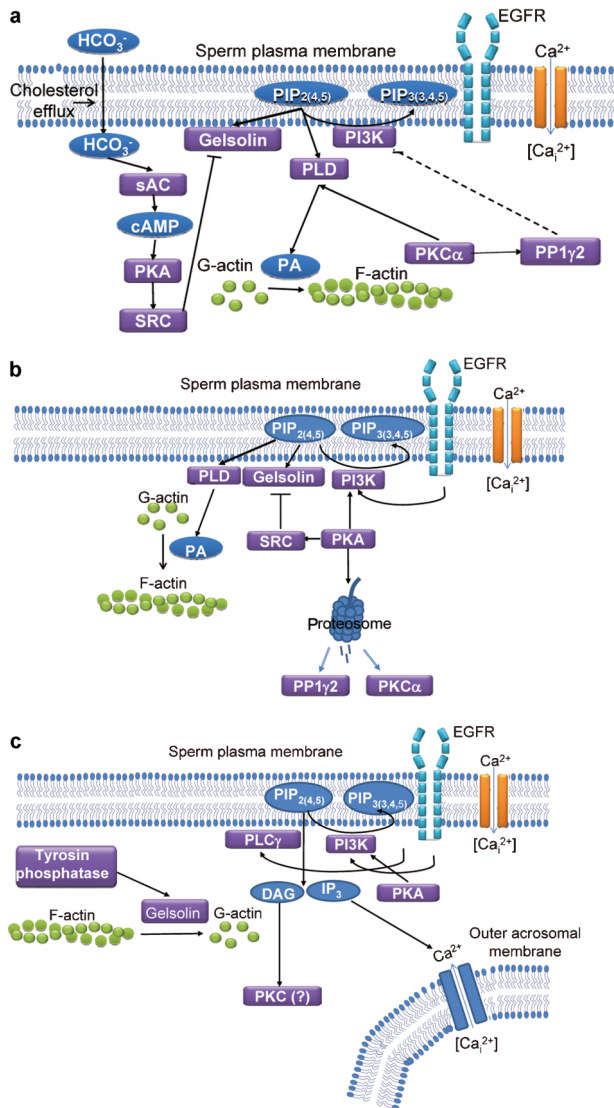 a
HCO3-
Sperm plasma membrane
EGFR
Ca2+
Cholesterol
efflux
PIP2(4,5)
PIP3(3,4,5)
HCO3-
Gelsolin
PI3K
[Cai2+]
PLD
sAC
cAMP
PKCα
PP1γ2
PKA
G-actin
PA
F-actin
SRC
b
Sperm plasma membrane
EGFR
Ca2+
PIP2(4,5)
PIP3(3,4,5)
PLD
Gelsolin
PI3K
[Cai2+]
G-actin
PA
SRC
PKA
F-actin
Proteosome
PP1γ2
PKCα
c
Sperm plasma membrane
EGFR
Ca2+
PIP2(4,5)
PIP3(3,4,5)
PLCγ
PI3K
[Cai2+]
Tyrosin
phosphatase
DAG
IP3
PKA
F-actin
Gelsolin
G-actin
Ca2+
Outer acrosomal
membrane
PKC (?)
[Cai2+]